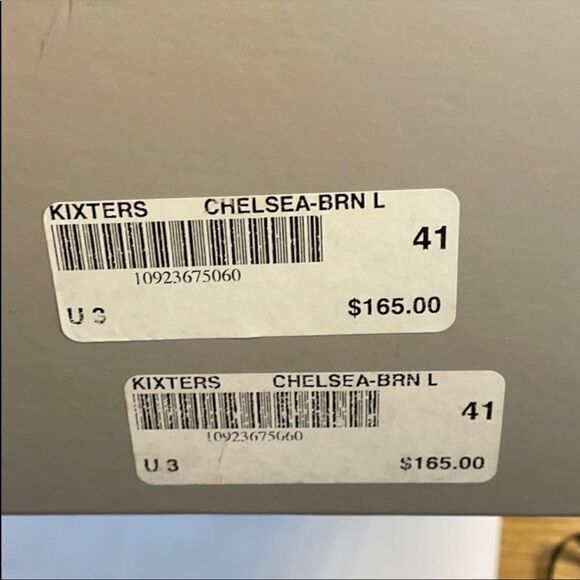 KIXTERS CHELSEA-BRN L
41
10923675060
U 3 $165.00
KIXTERS CHELSEA-BRN L
41
10923675060
U 3 $165.00